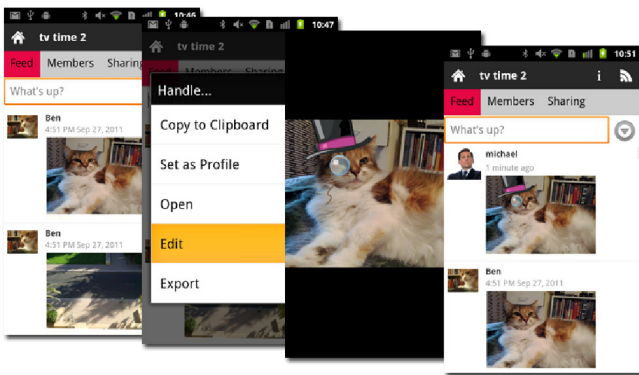 10:46
tv time 2
Feed Members Sharing
What's up?
Ben
4:51 PM Sep 27, 2011
Ben
4:51 PM Sep 27, 2011
10:47
tv time 2
Members Sharing
Handle...
Copy to Clipboard
Set as Profile
Open
Edit
Export
10:51
tv time 2
Feed Members Sharing
What's up?
michael
1 minute ago
Ben
4:51 PM Sep 27, 2011